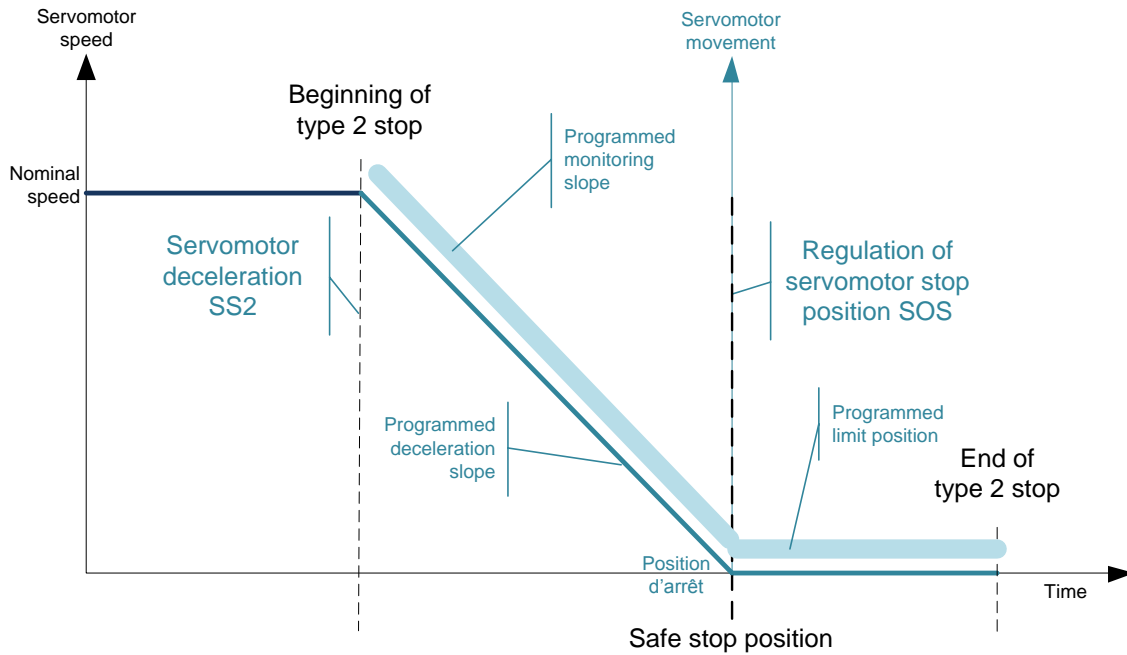 Servomotor
speed
Servomotor
movement
Beginning of
type 2 stop
Programmed
monitoring
slope
Nominal
speed
Servomotor
deceleration
SS2
Regulation of
servomotor stop
position SOS
Programmed
deceleration
slope
Programmed
limit position
End of
type 2 stop
Position
d'arrêt
Time
Safe stop position